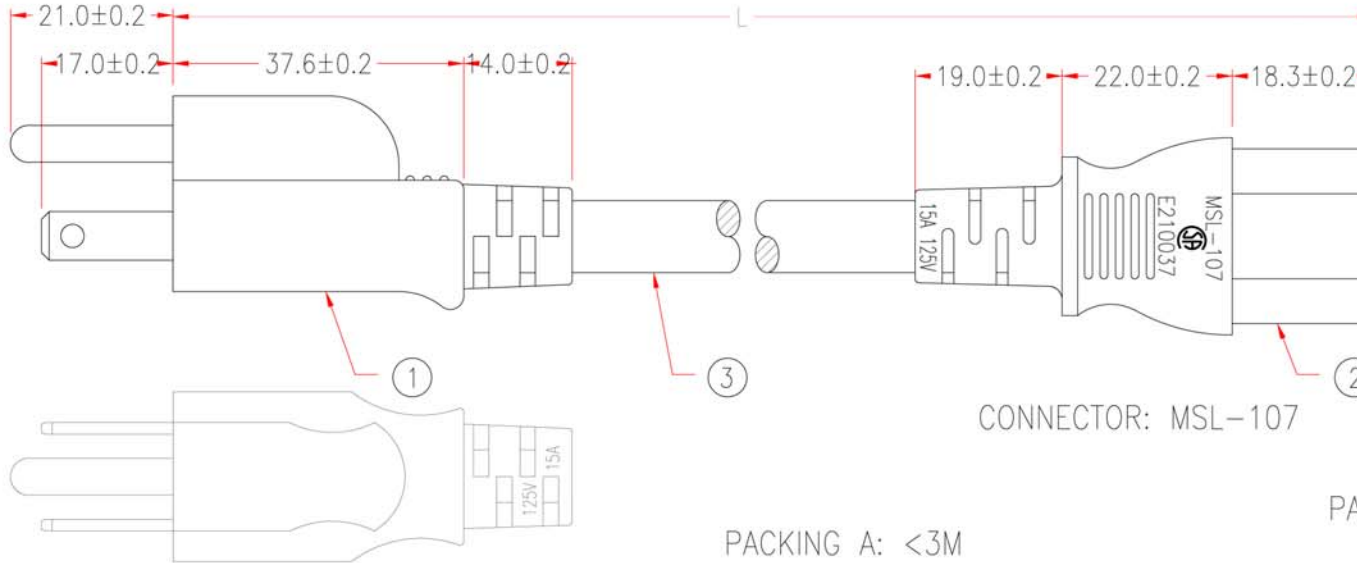 21.0±0.2
L
17.0±0.2
37.6±0.2
14.0±0.2
19.0±0.2
22.0±0.2
18.3±0.2
15A 125V
MSL-107
E210037
1
3
2
CONNECTOR: MSL-107
125V
15A
PA
PACKING A: <3M